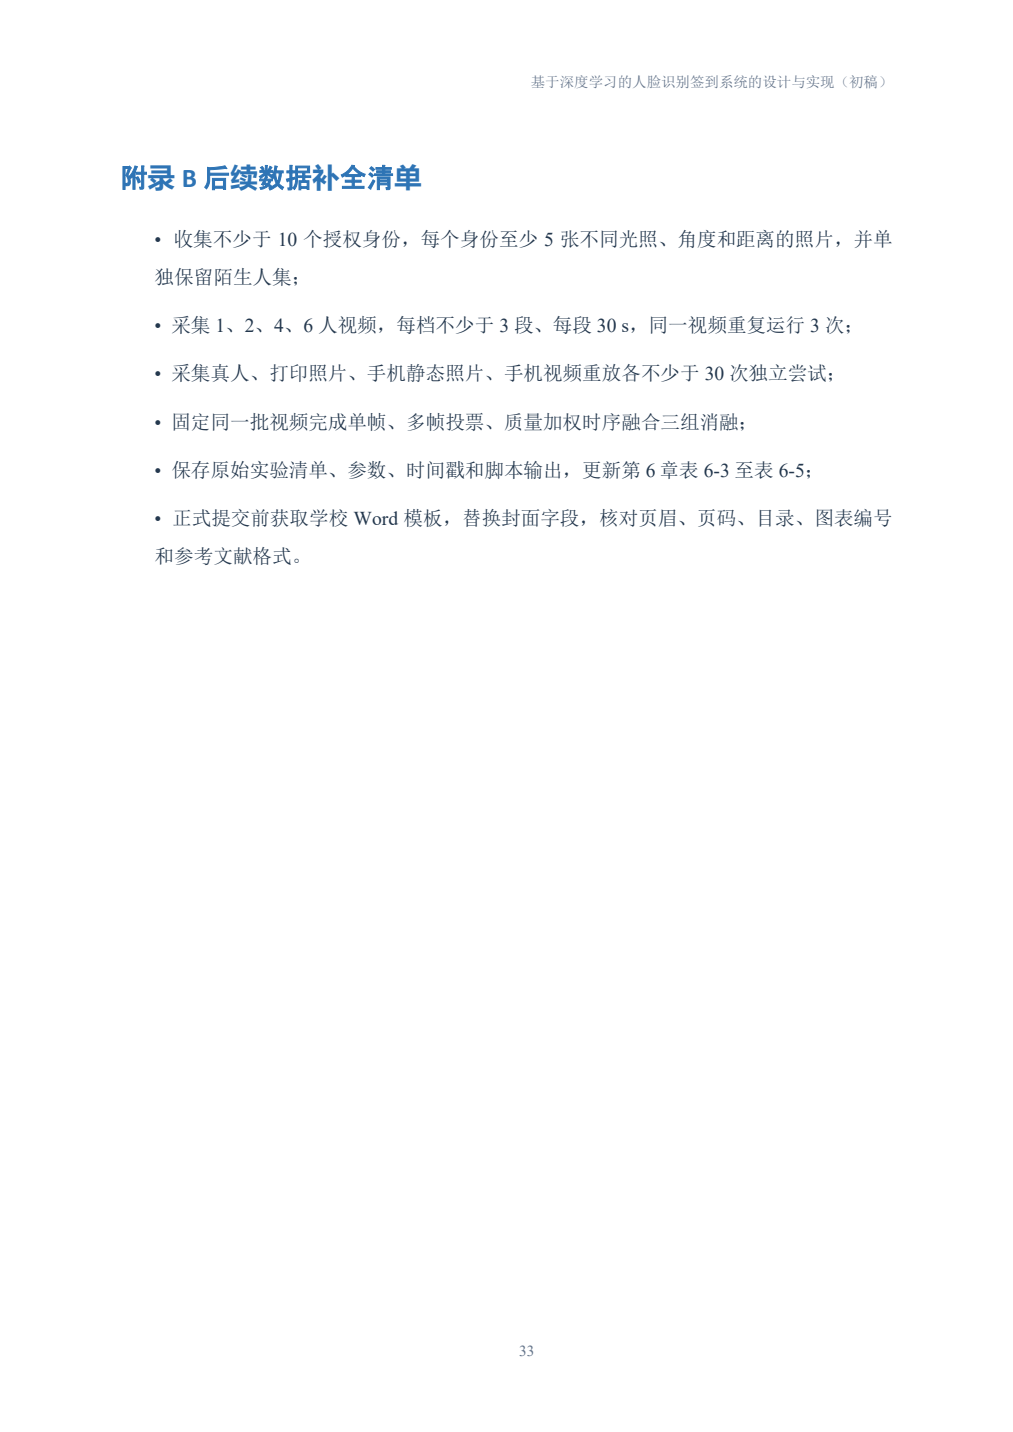 基于深度学习的人脸识别签到系统的设计与实现（初稿）
附录 B 后续数据补全清单
• 收集不少于 10 个授权身份，每个身份至少 5 张不同光照、角度和距离的照片，并单
独保留陌生人集；
• 采集 1、2、4、6 人视频，每档不少于 3 段、每段 30 s，同一视频重复运行 3 次；
• 采集真人、打印照片、手机静态照片、手机视频重放各不少于 30 次独立尝试；
• 固定同一批视频完成单帧、多帧投票、质量加权时序融合三组消融；
• 保存原始实验清单、参数、时间戳和脚本输出，更新第 6 章表 6-3 至表 6-5；
• 正式提交前获取学校 Word 模板，替换封面字段，核对页眉、页码、目录、图表编号
和参考文献格式。
33